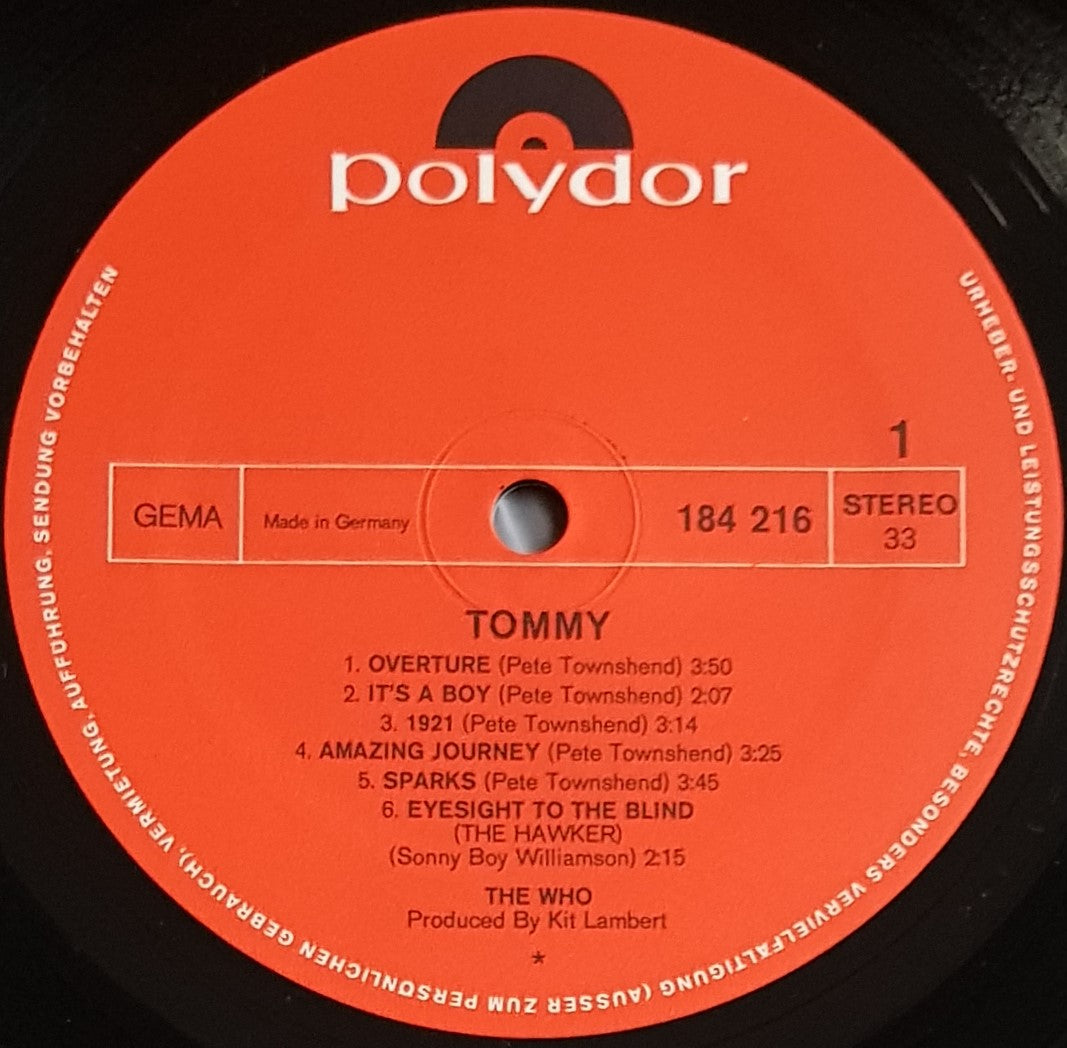 polydor
URHEBER- UND LEISTUNGSSCHUTZRECHTE, BESONDERS VERVIELFÄLTIGUNG (AUSSER ZUM PERSÖNLICHEN GEBRAUCH), VERMIETUNG, AUFFÜHRUNG, SENDUNG VORBEHALTEN
1
GEMA
Made in Germany
184 216
STEREO
33
TOMMY
1. OVERTURE (Pete Townshend) 3:50
2. IT'S A BOY (Pete Townshend) 2:07
3. 1921 (Pete Townshend) 3:14
4. AMAZING JOURNEY (Pete Townshend) 3:25
5. SPARKS (Pete Townshend) 3:45
6. EYESIGHT TO THE BLIND
(THE HAWKER)
(Sonny Boy Williamson) 2:15
THE WHO
Produced By Kit Lambert
*